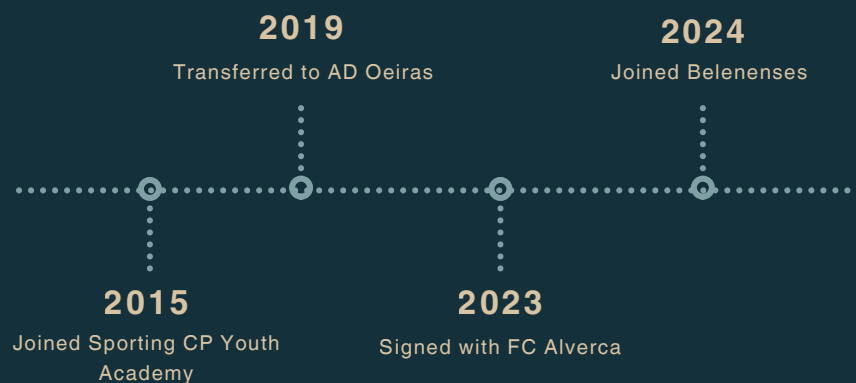 2019
Transferred to AD Oeiras
2024
Joined Belenenses
2015
Joined Sporting CP Youth
Academy
2023
Signed with FC Alverca